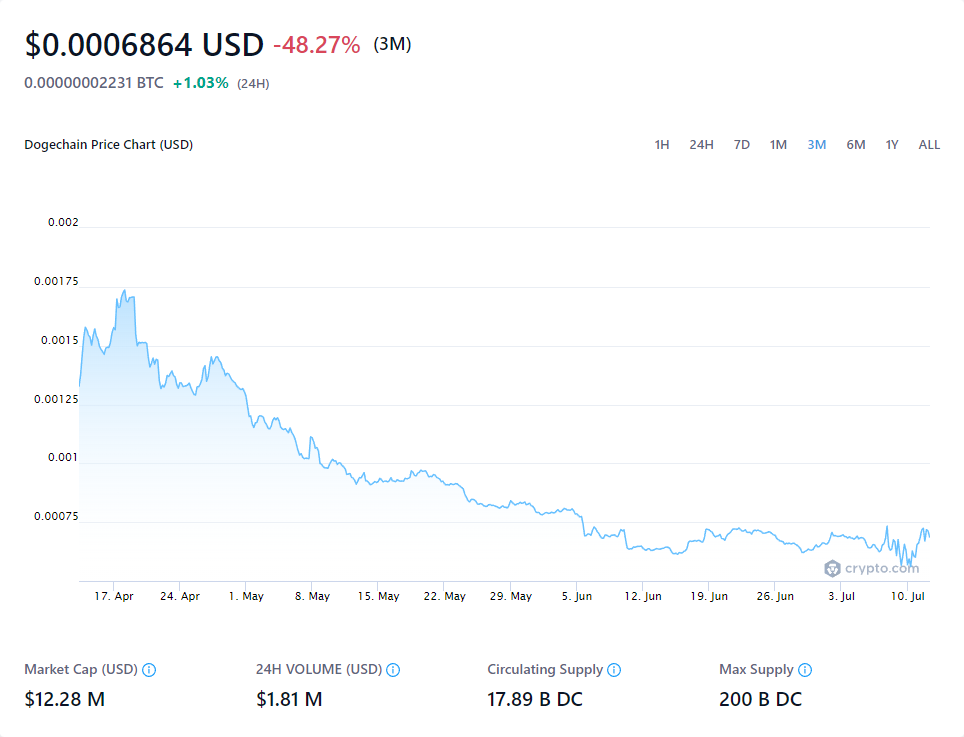 $0.0006864 USD -48.27% (3M)
0.00000002231 BTC +1.03% (24H)
Dogechain Price Chart (USD)
1H 24H 7D 1M 3M 6M 1Y ALL
0.002
0.00175
0.0015
0.00125
0.001
0.00075
crypto.com
17. Apr 24. Apr 1. May 8. May 15. May 22. May 29. May 5. Jun 12. Jun 19. Jun 26. Jun 3. Jul 10. Jul
Market Cap (USD) 24H VOLUME (USD) Circulating Supply Max Supply
$12.28 M $1.81 M 17.89 B DC 200 B DC